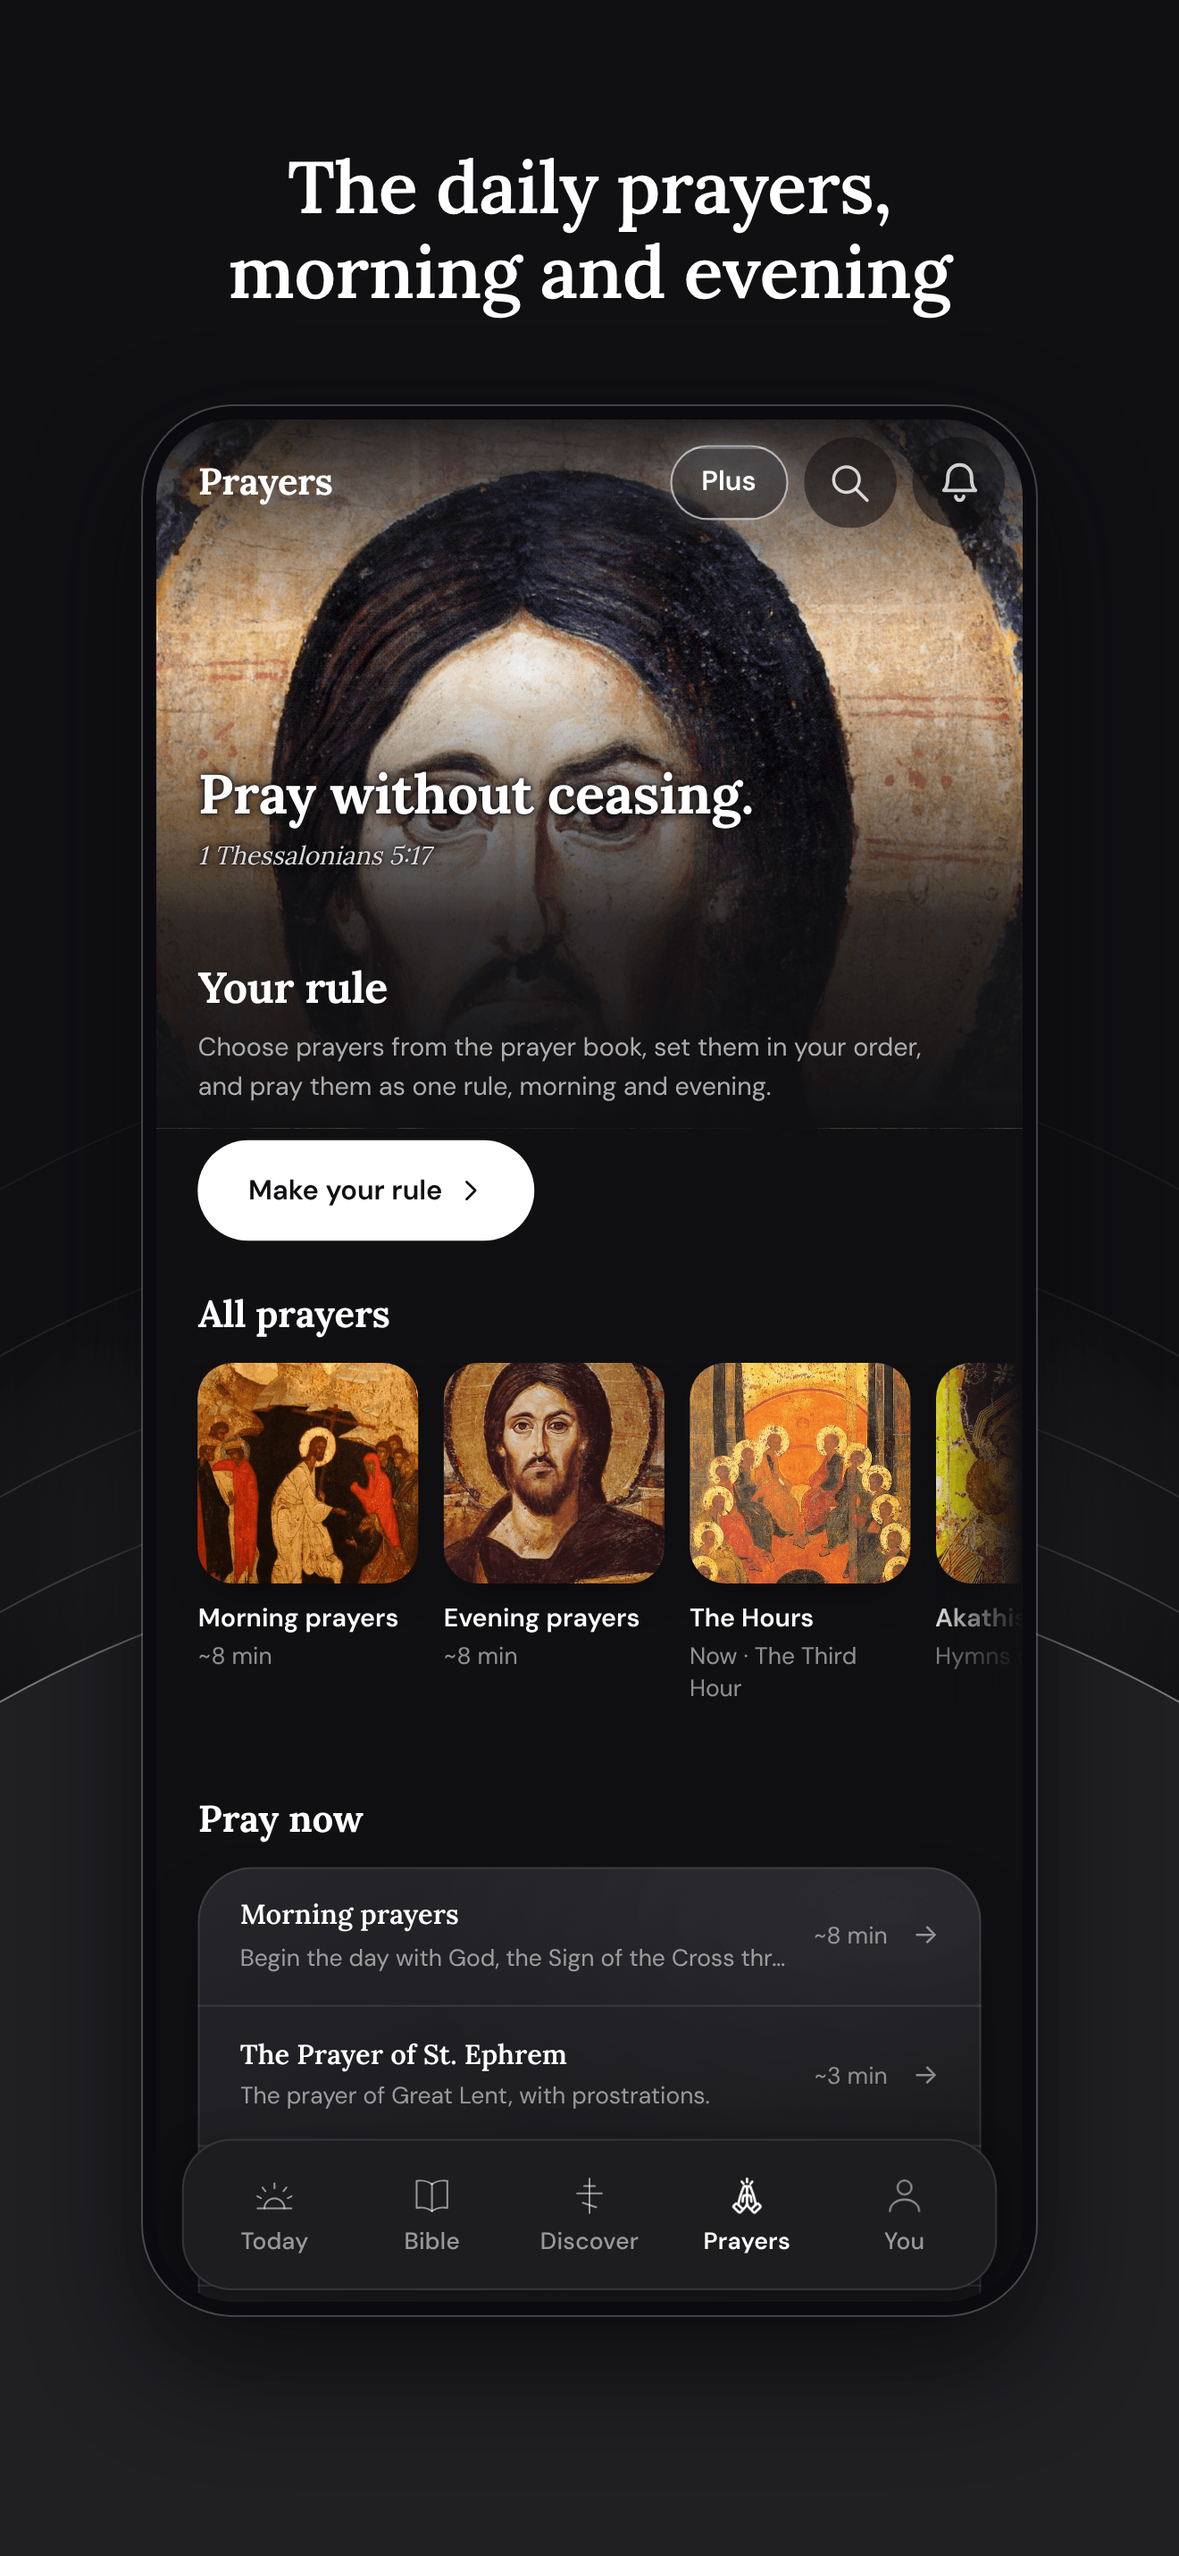 The daily prayers,
morning and evening
Prayers
Plus
Pray without ceasing.
1 Thessalonians 5:17
Your rule
Choose prayers from the prayer book, set them in your order,
and pray them as one rule, morning and evening.
Make your rule
All prayers
Morning prayers
~8 min
Evening prayers
~8 min
The Hours
Now · The Third
Hour
Akathis
Hymns
Pray now
Morning prayers
Begin the day with God, the Sign of the Cross thr...
~8 min
The Prayer of St. Ephrem
The prayer of Great Lent, with prostrations.
~3 min
Today
Bible
Discover
Prayers
You